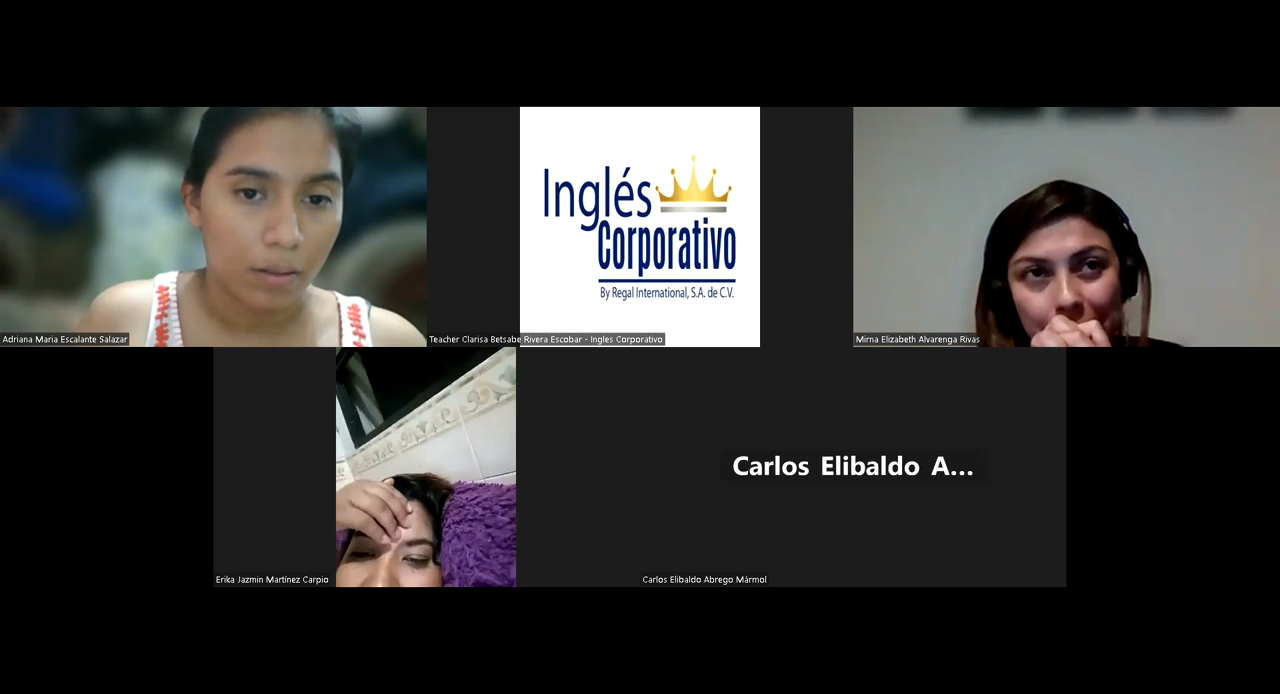 Inglés
Corporativo
By Regal International, S.A. de C.V.
Adriana Maria Escalante Salazar
Teacher Clarisa Betsabe Rivera Escobar - Ingles Corporativo
Mirna Elizabeth Alvarenga Rivas
Carlos Elibaldo A...
Erika Jazmin Martínez Carpio
Carlos Elibaldo Abrego Mármol